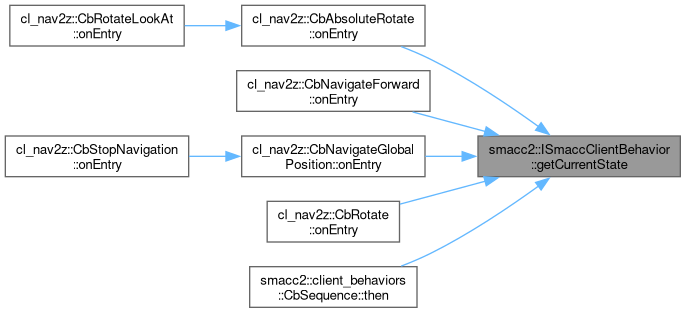 cl_nav2z::CbRotateLookAt
::onEntry
cl_nav2z::CbAbsoluteRotate
::onEntry
cl_nav2z::CbNavigateForward
::onEntry
smacc2::ISmaccClientBehavior
::getCurrentState
cl_nav2z::CbStopNavigation
::onEntry
cl_nav2z::CbNavigateGlobal
Position::onEntry
cl_nav2z::CbRotate
::onEntry
smacc2::client_behaviors
::CbSequence::then